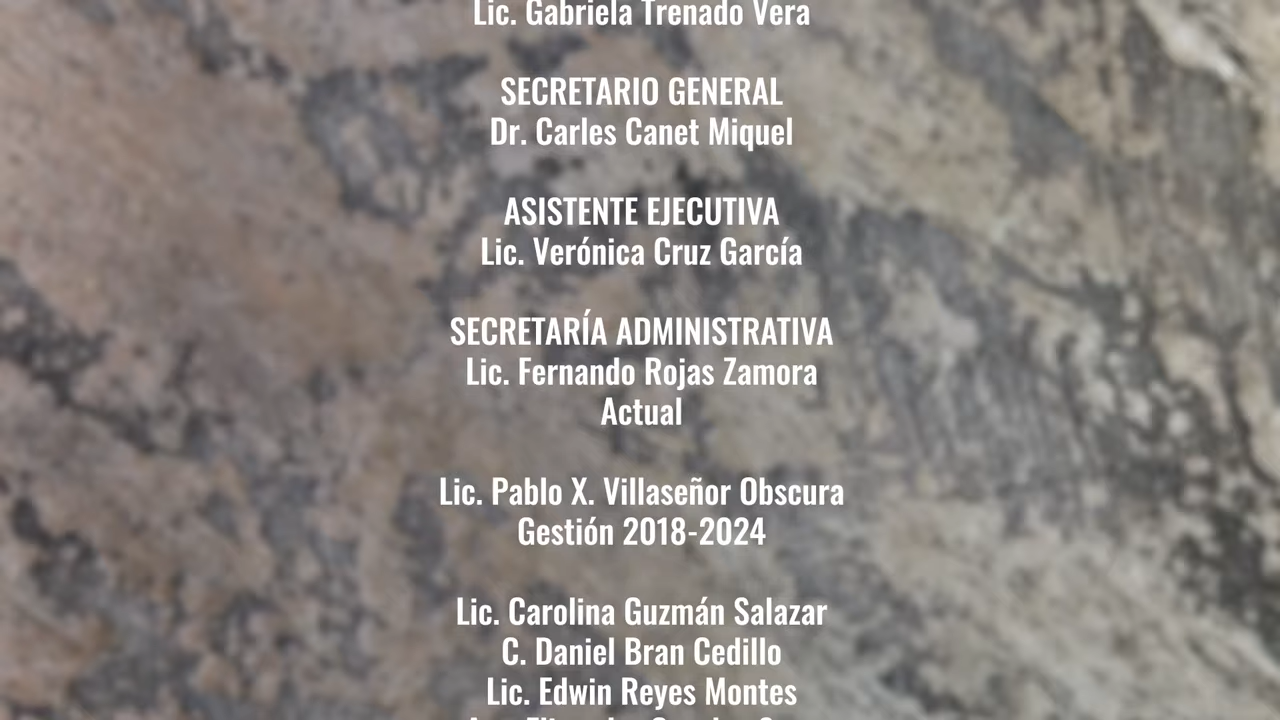 Lic. Gabriela Trenado Vera
SECRETARIO GENERAL
Dr. Carles Canet Miquel
ASISTENTE EJECUTIVA
Lic. Verónica Cruz García
SECRETARÍA ADMINISTRATIVA
Lic. Fernando Rojas Zamora
Actual
Lic. Pablo X. Villaseñor Obscura
Gestión 2018-2024
Lic. Carolina Guzmán Salazar
C. Daniel Bran Cedillo
Lic. Edwin Reyes Montes